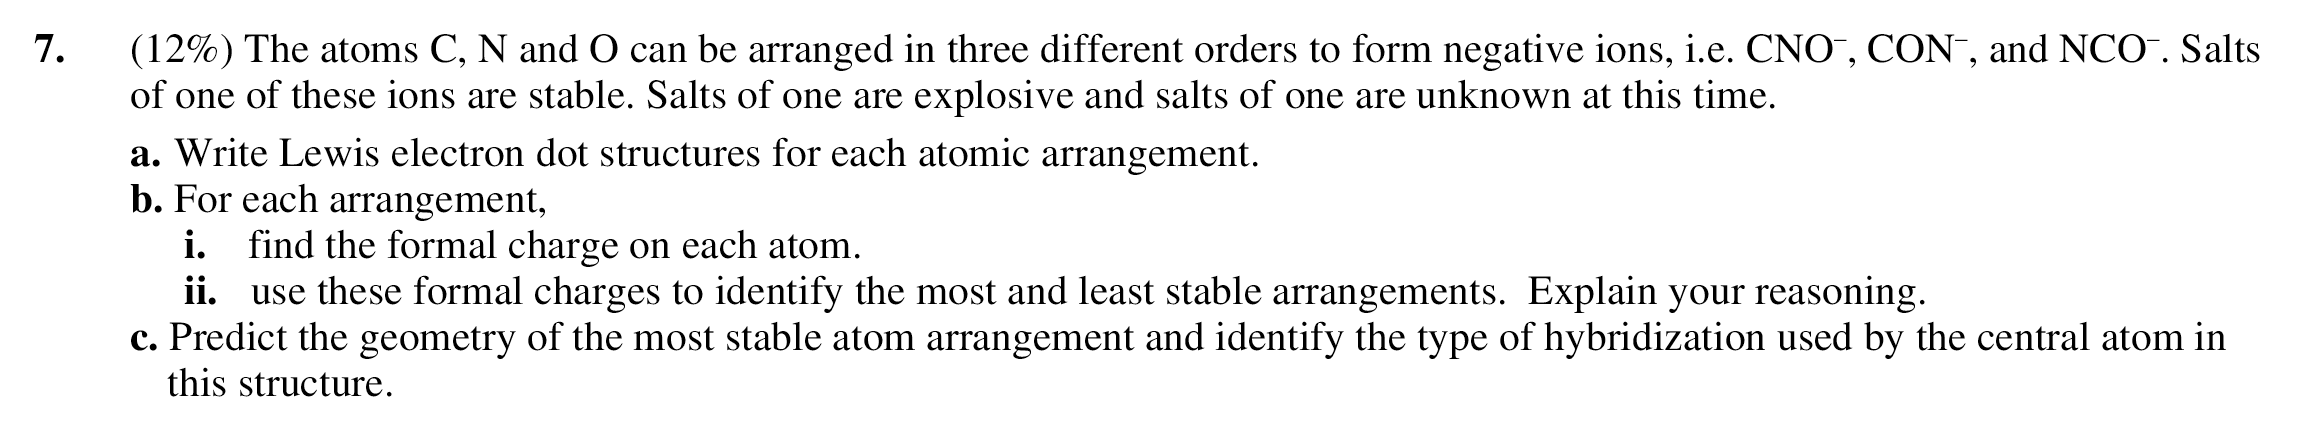 7. (12%) The atoms C, N and O can be arranged in three different orders to form negative ions, i.e. CNO⁻, CON⁻, and NCO⁻. Salts
of one of these ions are stable. Salts of one are explosive and salts of one are unknown at this time.
a. Write Lewis electron dot structures for each atomic arrangement.
b. For each arrangement,
i. find the formal charge on each atom.
ii. use these formal charges to identify the most and least stable arrangements. Explain your reasoning.
c. Predict the geometry of the most stable atom arrangement and identify the type of hybridization used by the central atom in
this structure.